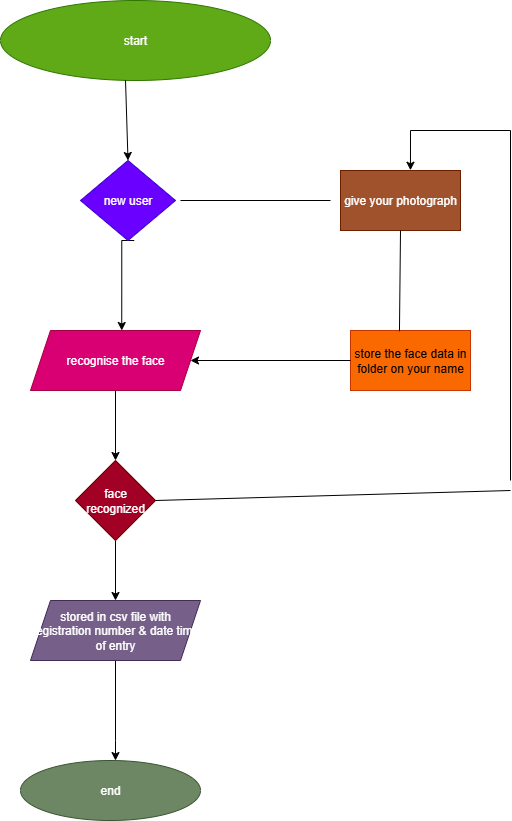 start
new user
give your photograph
recognise the face
store the face data in
folder on your name
face
recognized
stored in csv file with
egistration number & date tim
of entry
end